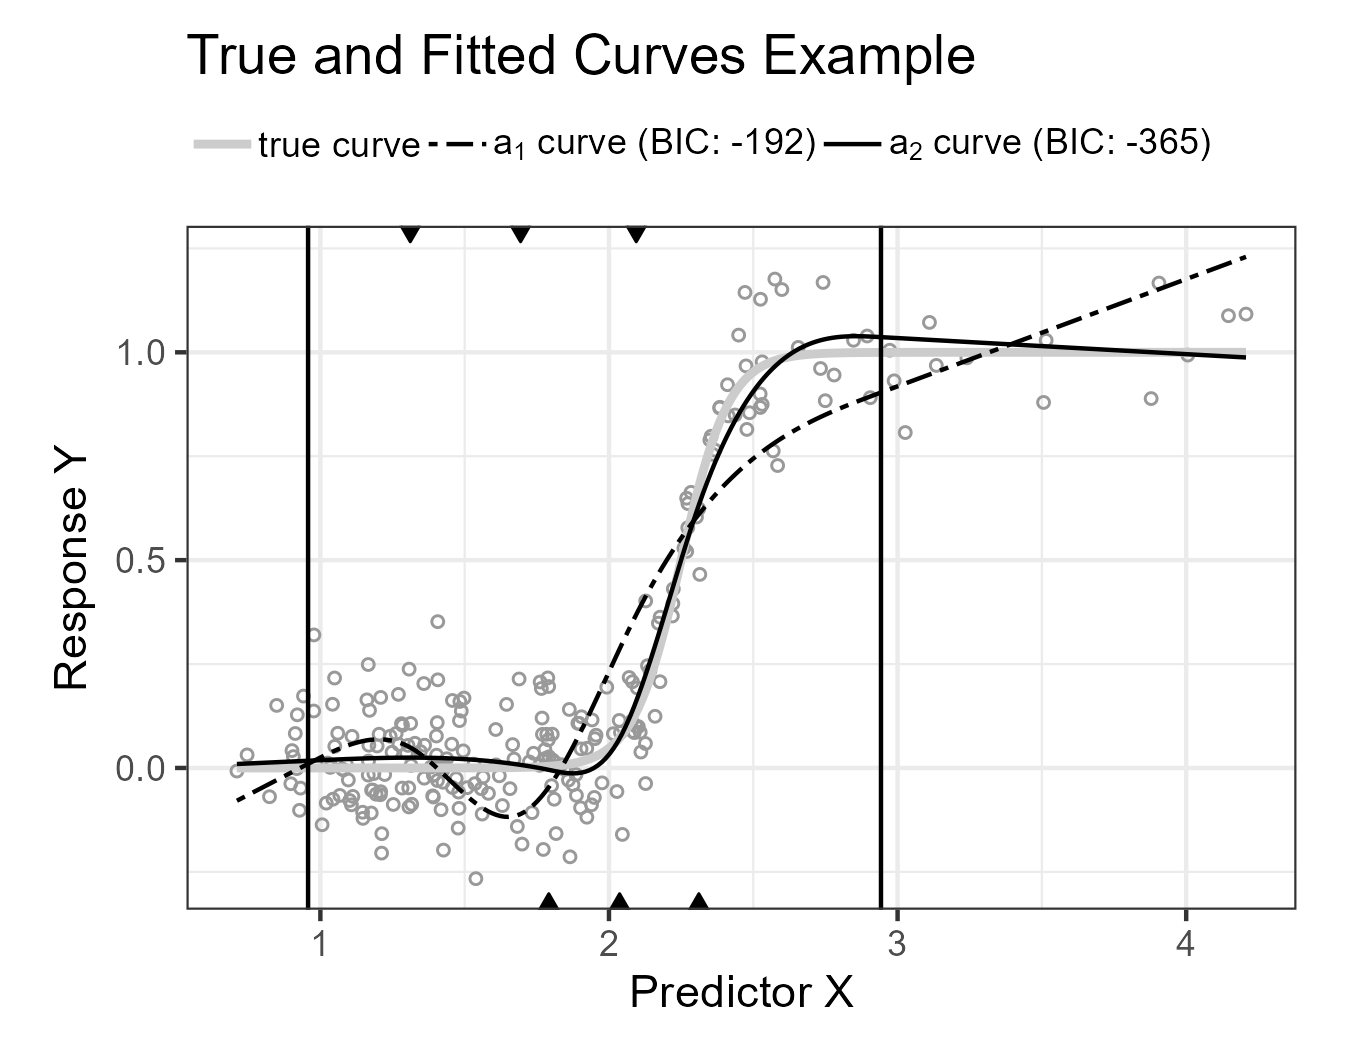 True and Fitted Curves Example
true curve a₁ curve (BIC: -192) a₂ curve (BIC: -365)
1.0
0.5
0.0
Response Y
1 2 3 4
Predictor X